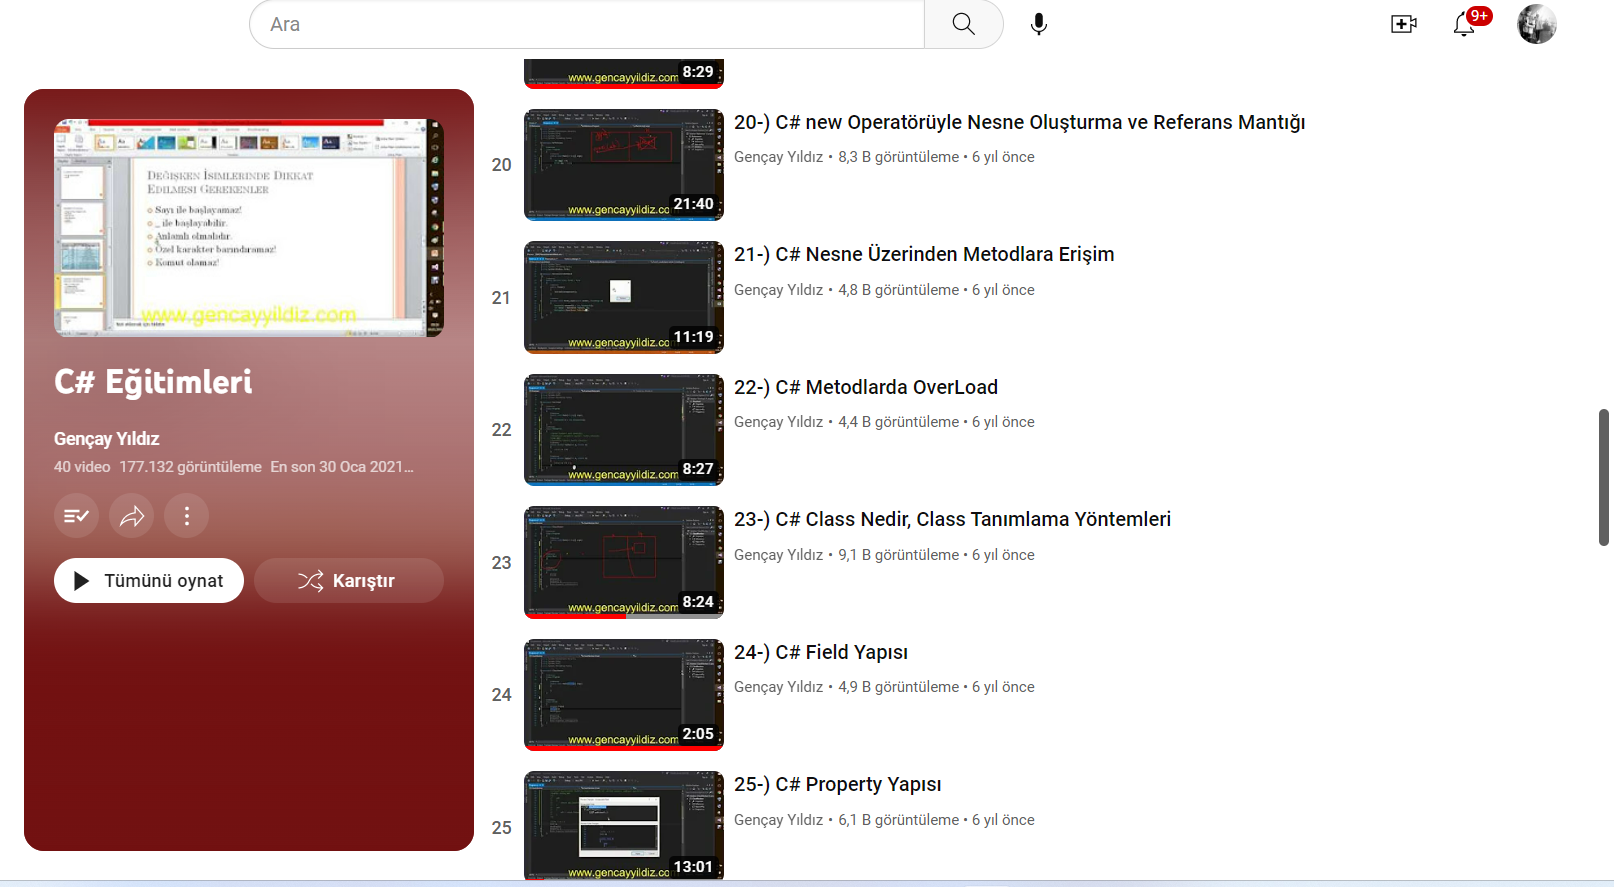 Ara
9+
DEĞİŞKEN İSİMLERİNDE DİKKAT
EDİLMESİ GEREKENLER
Sayı ile başlayamaz!
_ ile başlayabilir.
Anlamlı olmalıdır.
Özel karakter barındıramaz!
Komut olamaz!
www.gencayyildiz.com
C# Eğitimleri
Gençay Yıldız
40 video 177.132 görüntüleme En son 30 Oca 2021...
Tümünü oynat
Karıştır
www.gencayyildiz.com
8:29
20
www.gencayyildiz.co
21:40
20-) C# new Operatörüyle Nesne Oluşturma ve Referans Mantığı
Gençay Yıldız • 8,3 B görüntüleme • 6 yıl önce
21
www.gencayyildiz.co
11:19
21-) C# Nesne Üzerinden Metodlara Erişim
Gençay Yıldız • 4,8 B görüntüleme • 6 yıl önce
22
www.gencayyildiz.com
8:27
22-) C# Metodlarda OverLoad
Gençay Yıldız • 4,4 B görüntüleme • 6 yıl önce
23
www.gencayyildiz.com
8:24
23-) C# Class Nedir, Class Tanımlama Yöntemleri
Gençay Yıldız • 9,1 B görüntüleme • 6 yıl önce
24
www.gencayyildiz.com
2:05
24-) C# Field Yapısı
Gençay Yıldız • 4,9 B görüntüleme • 6 yıl önce
25
www.gencayyildiz.co
13:01
25-) C# Property Yapısı
Gençay Yıldız • 6,1 B görüntüleme • 6 yıl önce